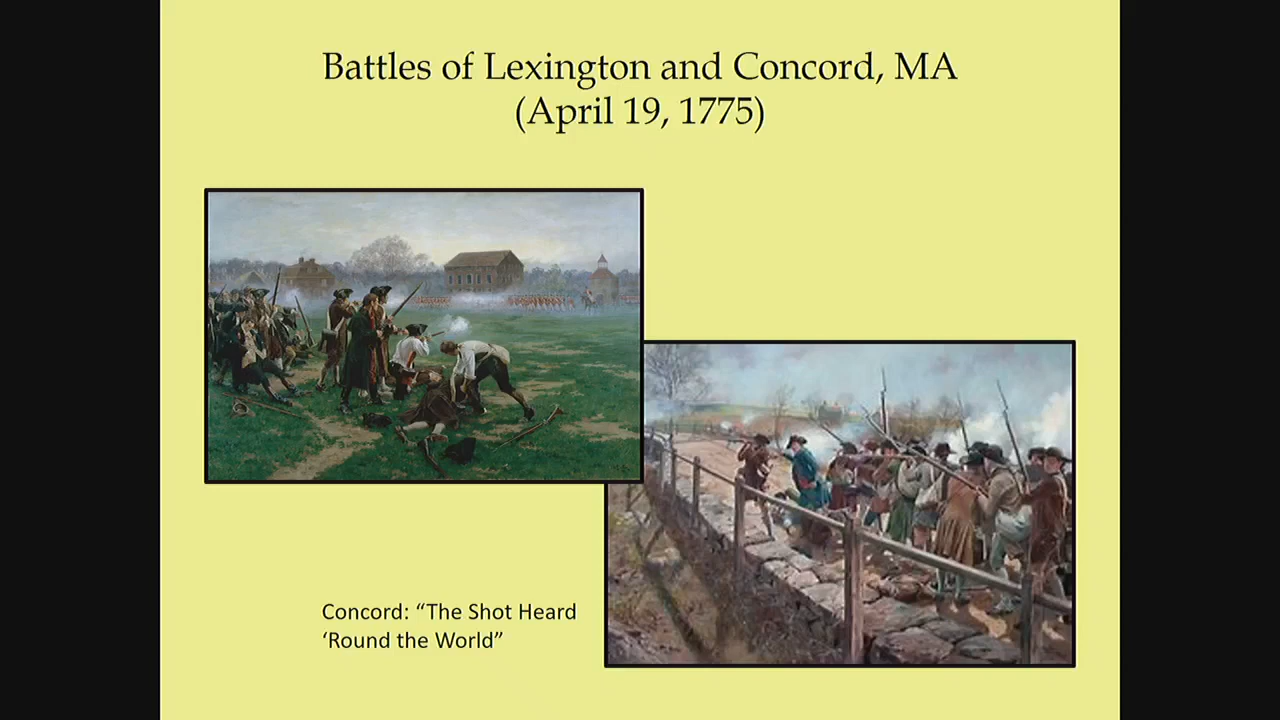 Battles of Lexington and Concord, MA
(April 19, 1775)
Concord: “The Shot Heard
‘Round the World”